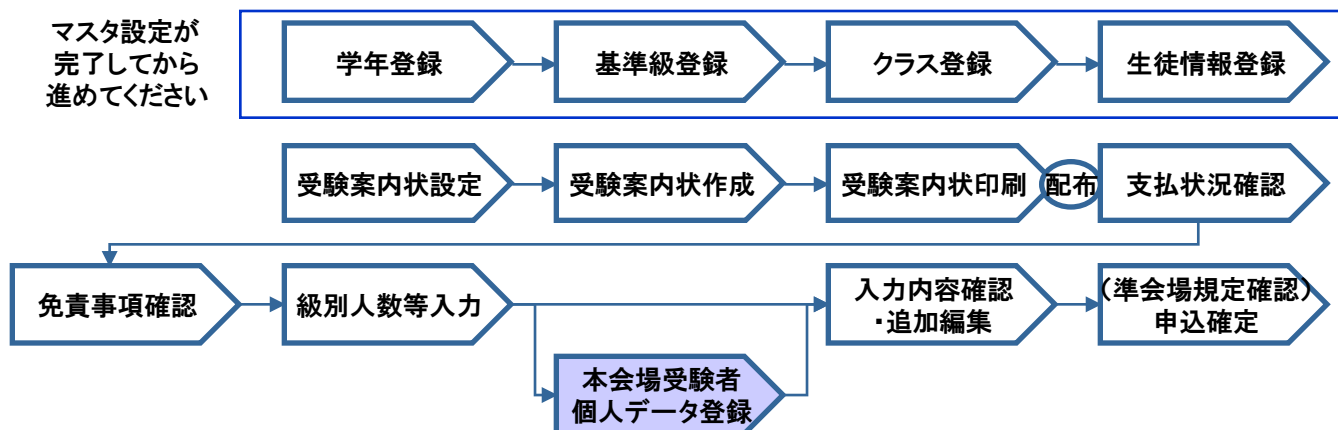 マスタ設定が
完了してから
進めてください
学年登録
基準級登録
クラス登録
生徒情報登録
受験案内状設定
受験案内状作成
受験案内状印刷
配布
支払状況確認
免責事項確認
級別人数等入力
入力内容確認
・追加編集
（準会場規定確認）
申込確定
本会場受験者
個人データ登録